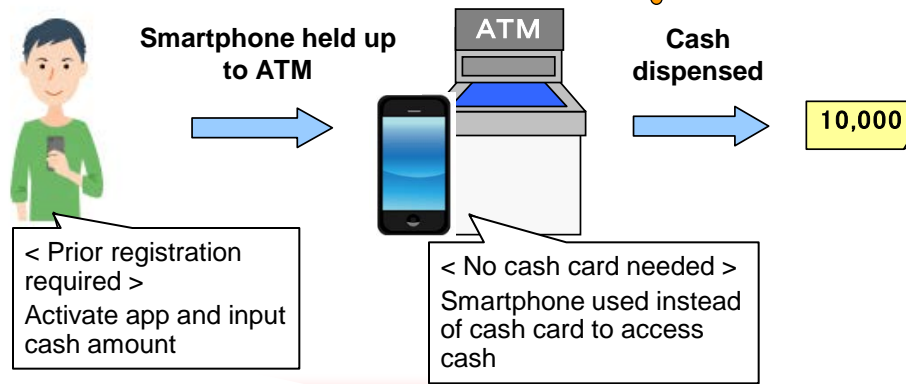 Smartphone held up
to ATM
ATM
Cash
dispensed
10,000
< Prior registration
required >
Activate app and input
cash amount
< No cash card needed >
Smartphone used instead
of cash card to access
cash